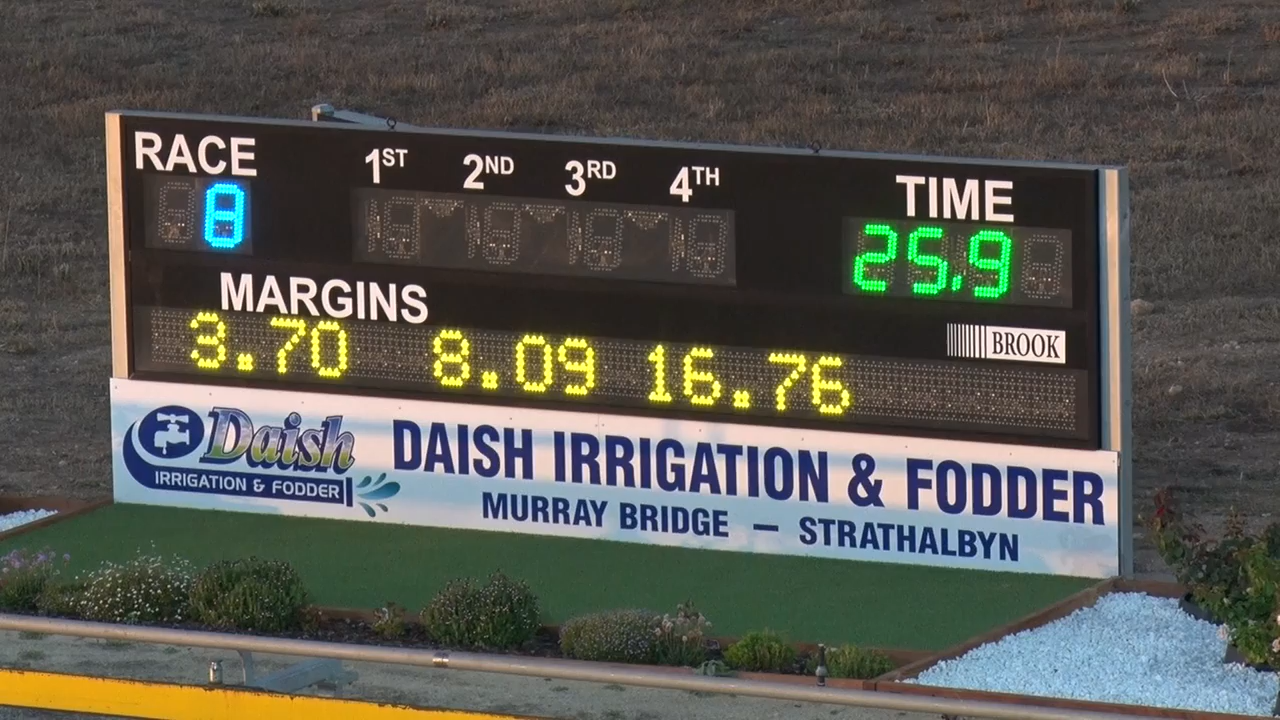 RACE 1ST 2ND 3RD 4TH TIME
8 25.9
MARGINS
BROOK
3.70 8.09 16.76
Daish
IRRIGATION & FODDER
DAISH IRRIGATION & FODDER
MURRAY BRIDGE – STRATHALBYN